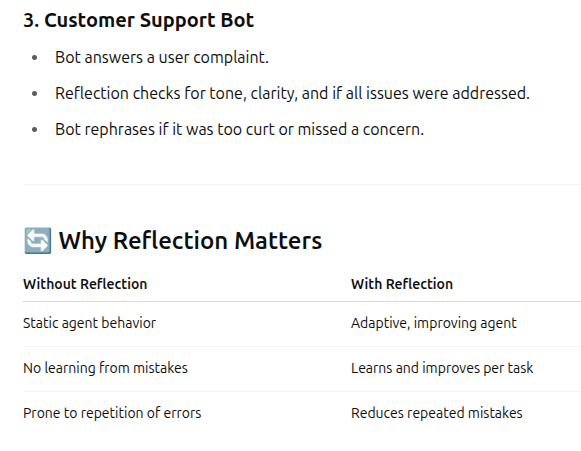 3. Customer Support Bot
• Bot answers a user complaint.
• Reflection checks for tone, clarity, and if all issues were addressed.
• Bot rephrases if it was too curt or missed a concern.
🔄 Why Reflection Matters
Without Reflection With Reflection
Static agent behavior Adaptive, improving agent
No learning from mistakes Learns and improves per task
Prone to repetition of errors Reduces repeated mistakes